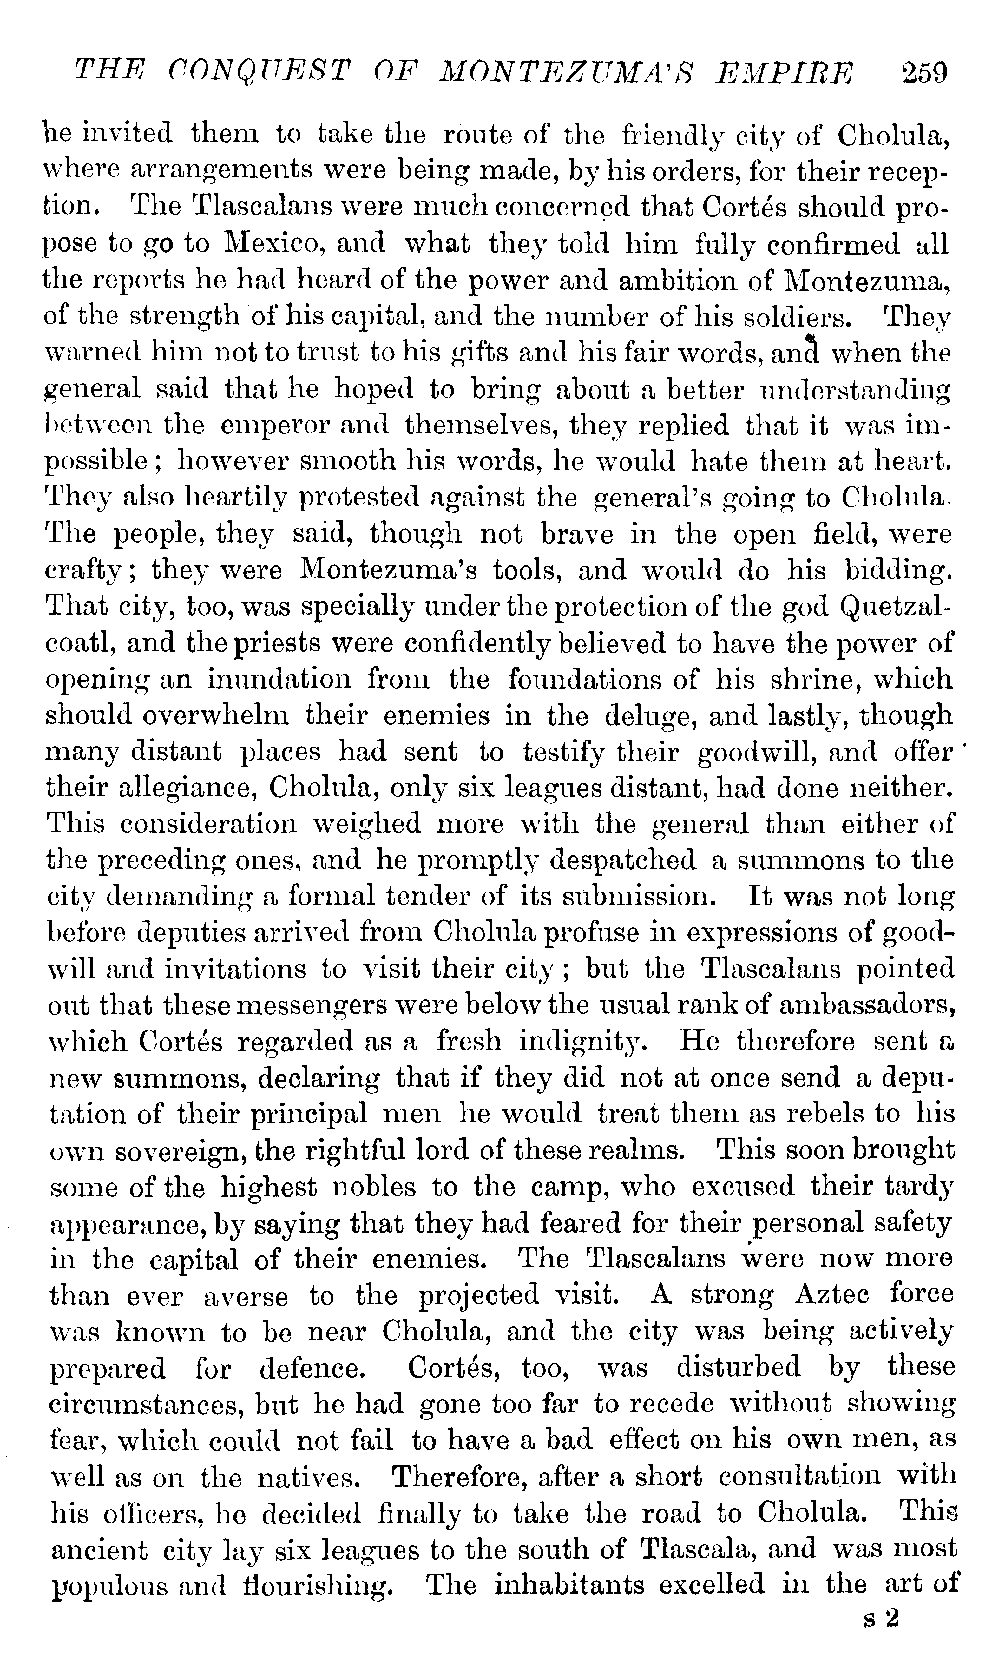 THE CONQUEST OF MONTEZUMA'S EMPIRE 259
he invited them to take the route of the friendly city of Cholula,
where arrangements were being made, by his orders, for their recep-
tion. The Tlascalans were much concerned that Cortés should pro-
pose to go to Mexico, and what they told him fully confirmed all
the reports he had heard of the power and ambition of Montezuma,
of the strength of his capital, and the number of his soldiers. They
warned him not to trust to his gifts and his fair words, and when the
general said that he hoped to bring about a better understanding
between the emperor and themselves, they replied that it was im-
possible; however smooth his words, he would hate them at heart.
They also heartily protested against the general's going to Cholula.
The people, they said, though not brave in the open field, were
crafty; they were Montezuma's tools, and would do his bidding.
That city, too, was specially under the protection of the god Quetzal-
coatl, and the priests were confidently believed to have the power of
opening an inundation from the foundations of his shrine, which
should overwhelm their enemies in the deluge, and lastly, though
many distant places had sent to testify their goodwill, and offer
their allegiance, Cholula, only six leagues distant, had done neither.
This consideration weighed more with the general than either of
the preceding ones, and he promptly despatched a summons to the
city demanding a formal tender of its submission. It was not long
before deputies arrived from Cholula profuse in expressions of good-
will and invitations to visit their city; but the Tlascalans pointed
out that these messengers were below the usual rank of ambassadors,
which Cortés regarded as a fresh indignity. He therefore sent a
new summons, declaring that if they did not at once send a depu-
tation of their principal men he would treat them as rebels to his
own sovereign, the rightful lord of these realms. This soon brought
some of the highest nobles to the camp, who excused their tardy
appearance, by saying that they had feared for their personal safety
in the capital of their enemies. The Tlascalans were now more
than ever averse to the projected visit. A strong Aztec force
was known to be near Cholula, and the city was being actively
prepared for defence. Cortés, too, was disturbed by these
circumstances, but he had gone too far to recede without showing
fear, which could not fail to have a bad effect on his own men, as
well as on the natives. Therefore, after a short consultation with
his officers, he decided finally to take the road to Cholula. This
ancient city lay six leagues to the south of Tlascala, and was most
populous and flourishing. The inhabitants excelled in the art of
s 2